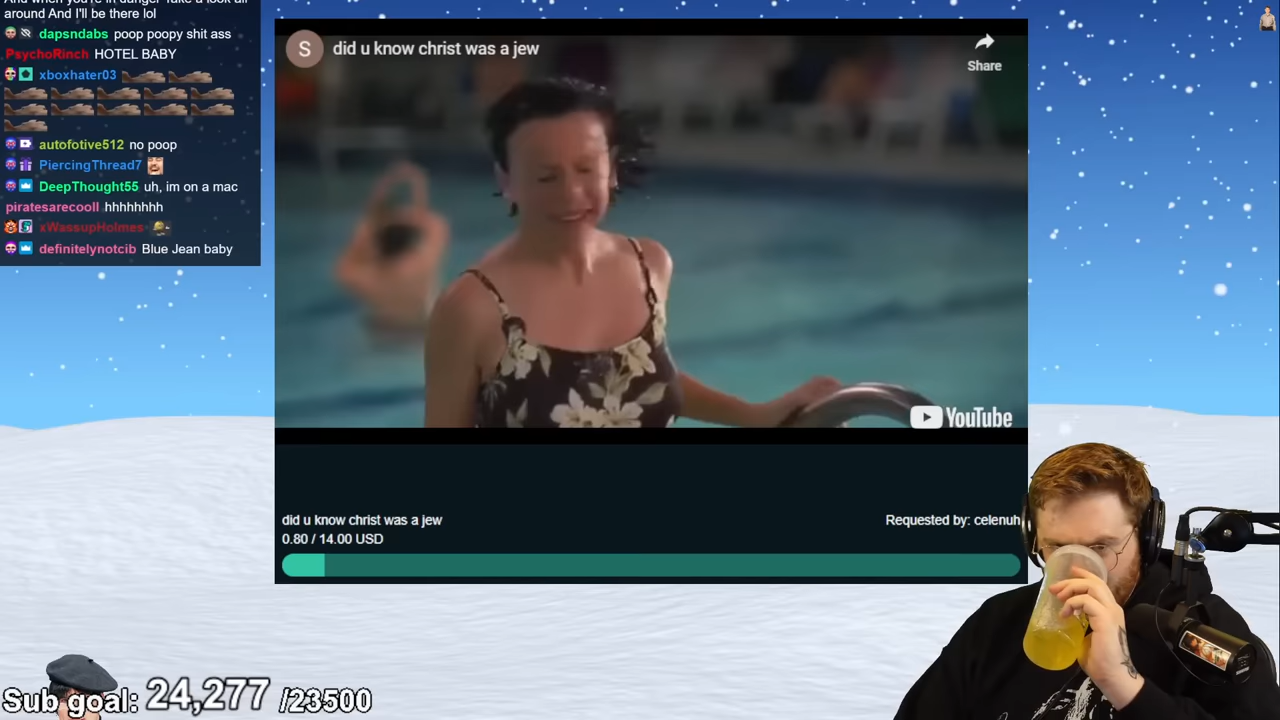 And when you're in danger Take a look all
around And I'll be there lol
dapsndabs poop poopy shit ass
PsychoRinch HOTEL BABY
xboxhater03
autofotive512 no poop
PiercingThread7
DeepThought55 uh, im on a mac
piratesarecooll hhhhhhhh
xWassupHolmes
definitelynotcib Blue Jean baby
S did u know christ was a jew
Share
YouTube
did u know christ was a jew
Requested by: celenuh
0.80 / 14.00 USD
Sub goal: 24,277 /23500